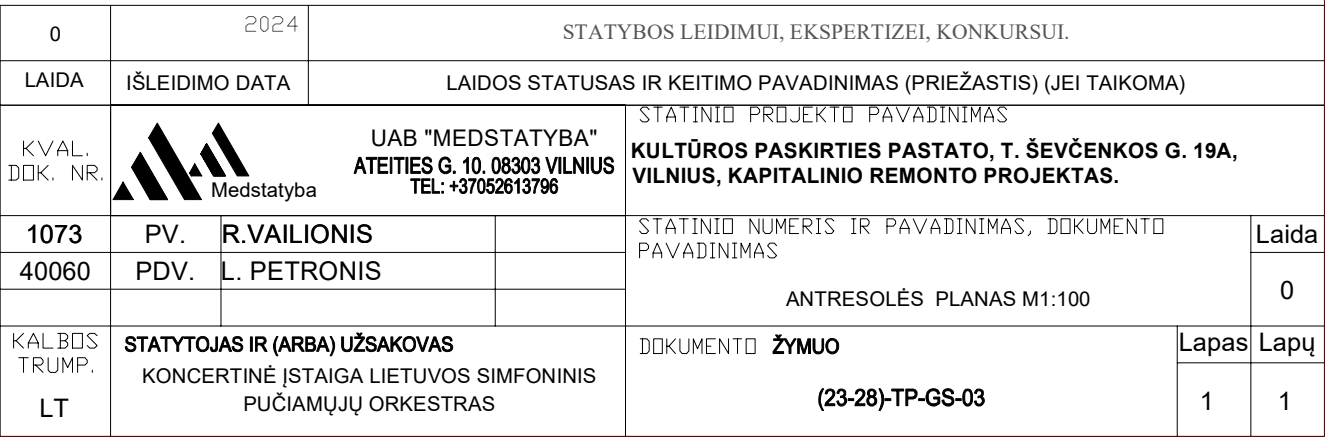 0
2024
STATYBOS LEIDIMUI, EKSPERTIZEI, KONKURSUI.
LAIDA
IŠLEIDIMO DATA
LAIDOS STATUSAS IR KEITIMO PAVADINIMAS (PRIEŽASTIS) (JEI TAIKOMA)
KVAL.
DOK. NR.
Medstatyba
UAB "MEDSTATYBA"
ATEITIES G. 10. 08303 VILNIUS
TEL: +37052613796
STATINIO PROJEKTO PAVADINIMAS
KULTŪROS PASKIRTIES PASTATO, T. ŠEVČENKOS G. 19A,
VILNIUS, KAPITALINIO REMONTO PROJEKTAS.
1073
PV.
R.VAILIONIS
40060
PDV.
L. PETRONIS
STATINIO NUMERIS IR PAVADINIMAS, DOKUMENTO
PAVADINIMAS
ANTRESOLĖS PLANAS M1:100
Laida
0
KALBOS
TRUMP.
LT
STATYTOJAS IR (ARBA) UŽSAKOVAS
KONCERTINĖ ĮSTAIGA LIETUVOS SIMFONINIS
PUČIAMŲJŲ ORKESTRAS
DOKUMENTO ŽYMUO
(23-28)-TP-GS-03
Lapas
Lapų
1
1